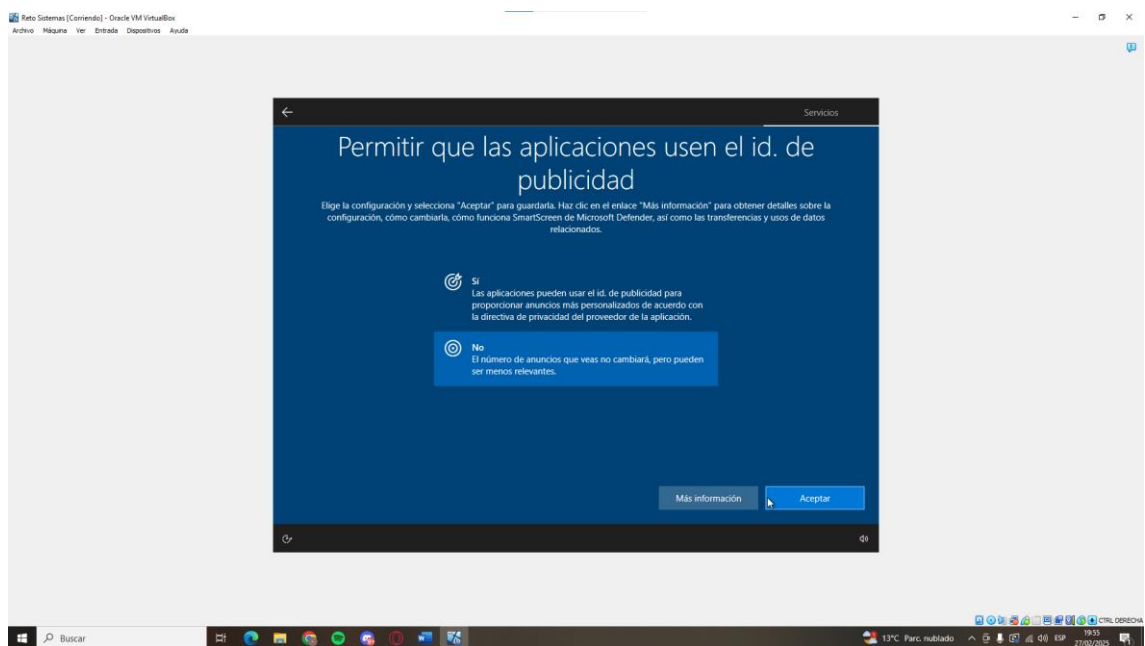 Reto Sistemas [Corriendo] - Oracle VM VirtualBox
Archivo Máquina Ver Entrada Dispositivos Ayuda
Servicios
Permitir que las aplicaciones usen el id. de
publicidad
Elige la configuración y selecciona "Aceptar" para guardarla. Haz clic en el enlace "Más información" para obtener detalles sobre la
configuración, cómo cambiarla, cómo funciona SmartScreen de Microsoft Defender, así como las transferencias y usos de datos
relacionados.
Sí
Las aplicaciones pueden usar el id. de publicidad para
proporcionar anuncios más personalizados de acuerdo con
la directiva de privacidad del proveedor de la aplicación.
No
El número de anuncios que veas no cambiará, pero pueden
ser menos relevantes.
Más información
Aceptar
CTRL DERECHA
Buscar
13°C Parc. nublado
ESP
19:55
27/02/2025